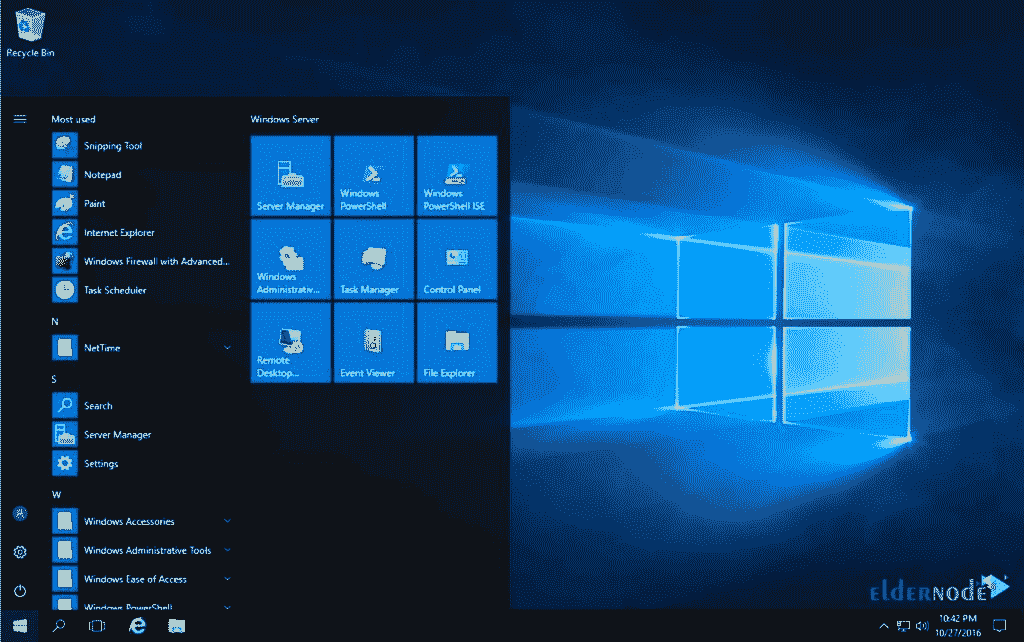 Recycle Bin
Most used
Snipping Tool
Notepad
Paint
Internet Explorer
Windows Firewall with Advanced...
Task Scheduler
N
NetTime
S
Search
Server Manager
Settings
W
Windows Accessories
Windows Administrative Tools
Windows Ease of Access
Windows PowerShell
Windows Server
Server Manager
Windows
PowerShell
Windows
PowerShell ISE
Windows
Administrativ...
Task Manager
Control Panel
Remote
Desktop...
Event Viewer
File Explorer
elderNode
10:42 PM
10/27/2016